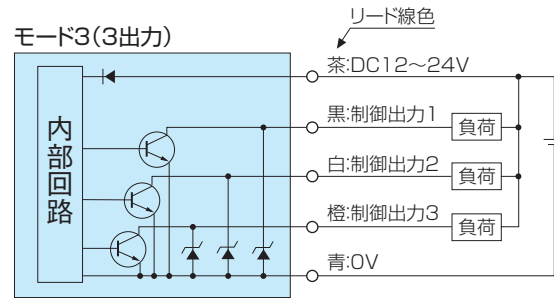 リード線色
モード3(3出力)
茶:DC12～24V
黒:制御出力1
負荷
内部回路
白:制御出力2
負荷
橙:制御出力3
負荷
青:0V